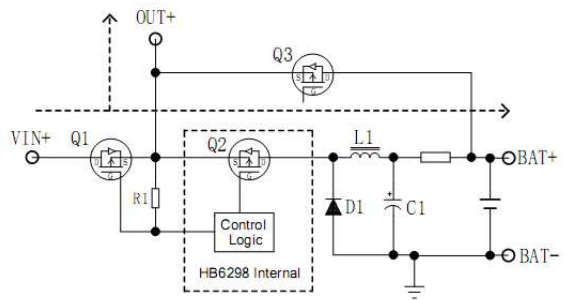 OUT+
Q3
S D
G
VIN+
Q1
D S
G
Q2
S D
G
L1
BAT+
R1
Control
Logic
D1
+
C1
HB6298 Internal
BAT-